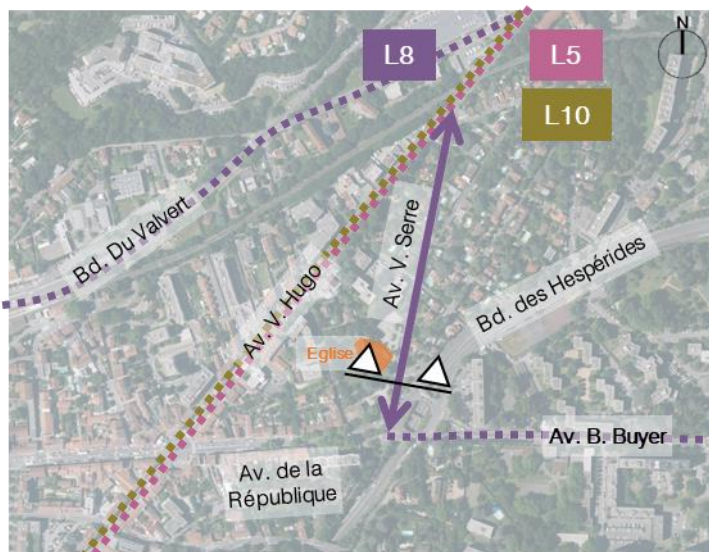 N
L8
L5
L10
Bd. Du Valvert
Av. V. Hugo
Av. V. Serre
Bd. des Hespérides
Eglise
Av. B. Buyer
Av. de la
République